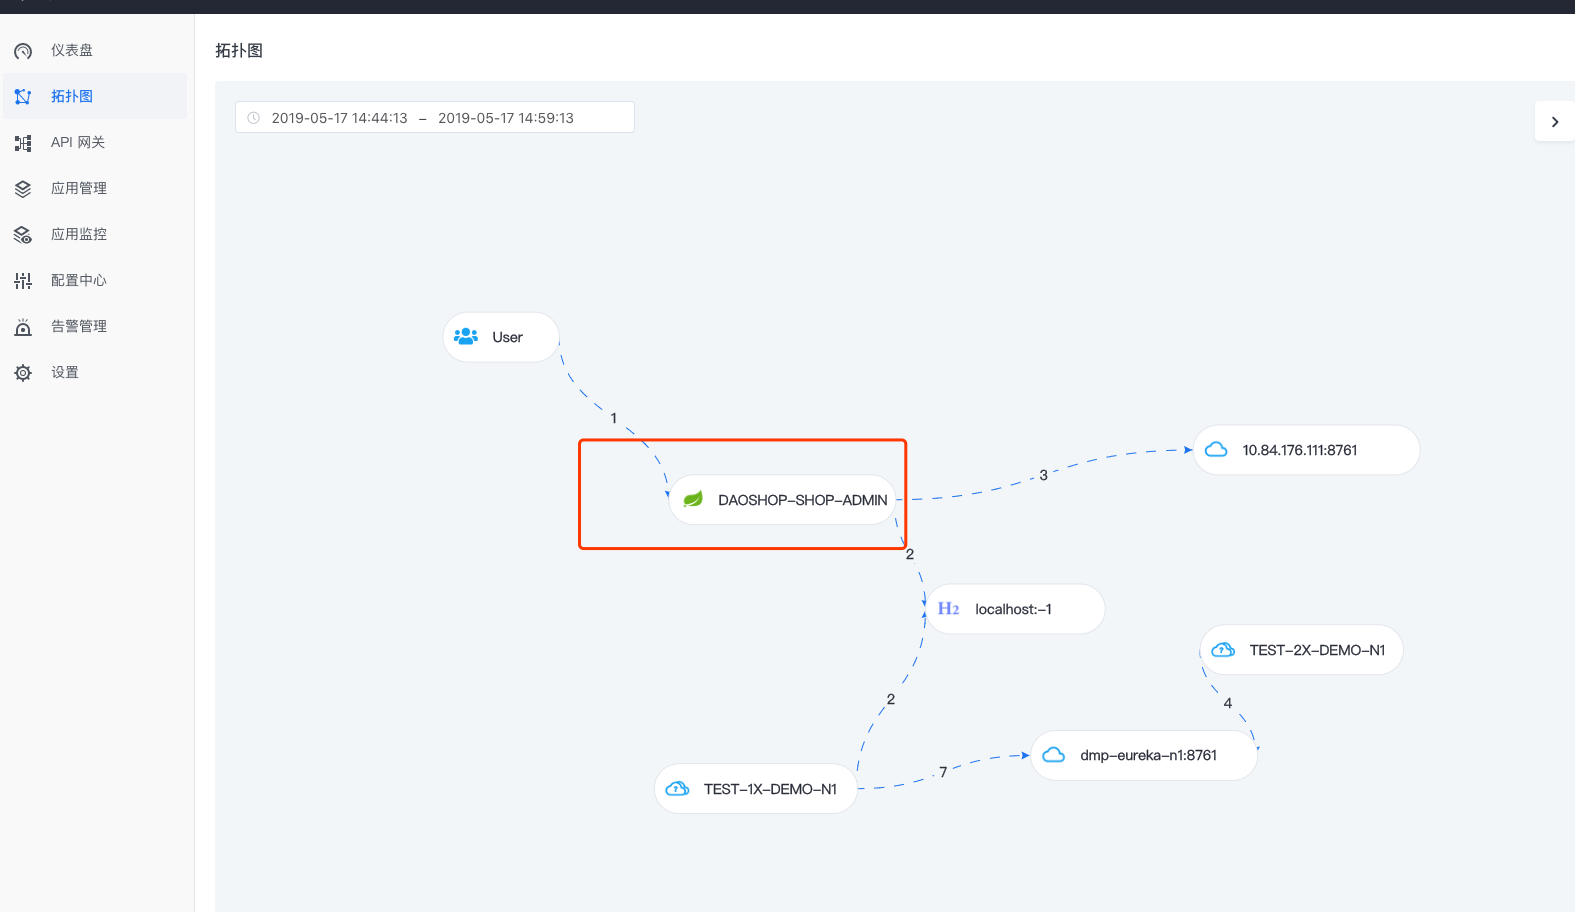 仪表盘
拓扑图
API 网关
应用管理
应用监控
配置中心
告警管理
设置
拓扑图
2019-05-17 14:44:13 – 2019-05-17 14:59:13
User
1
DAOSHOP-SHOP-ADMIN
3
10.84.176.111:8761
2
H2 localhost:-1
TEST-2X-DEMO-N1
2
4
dmp-eureka-n1:8761
7
TEST-1X-DEMO-N1